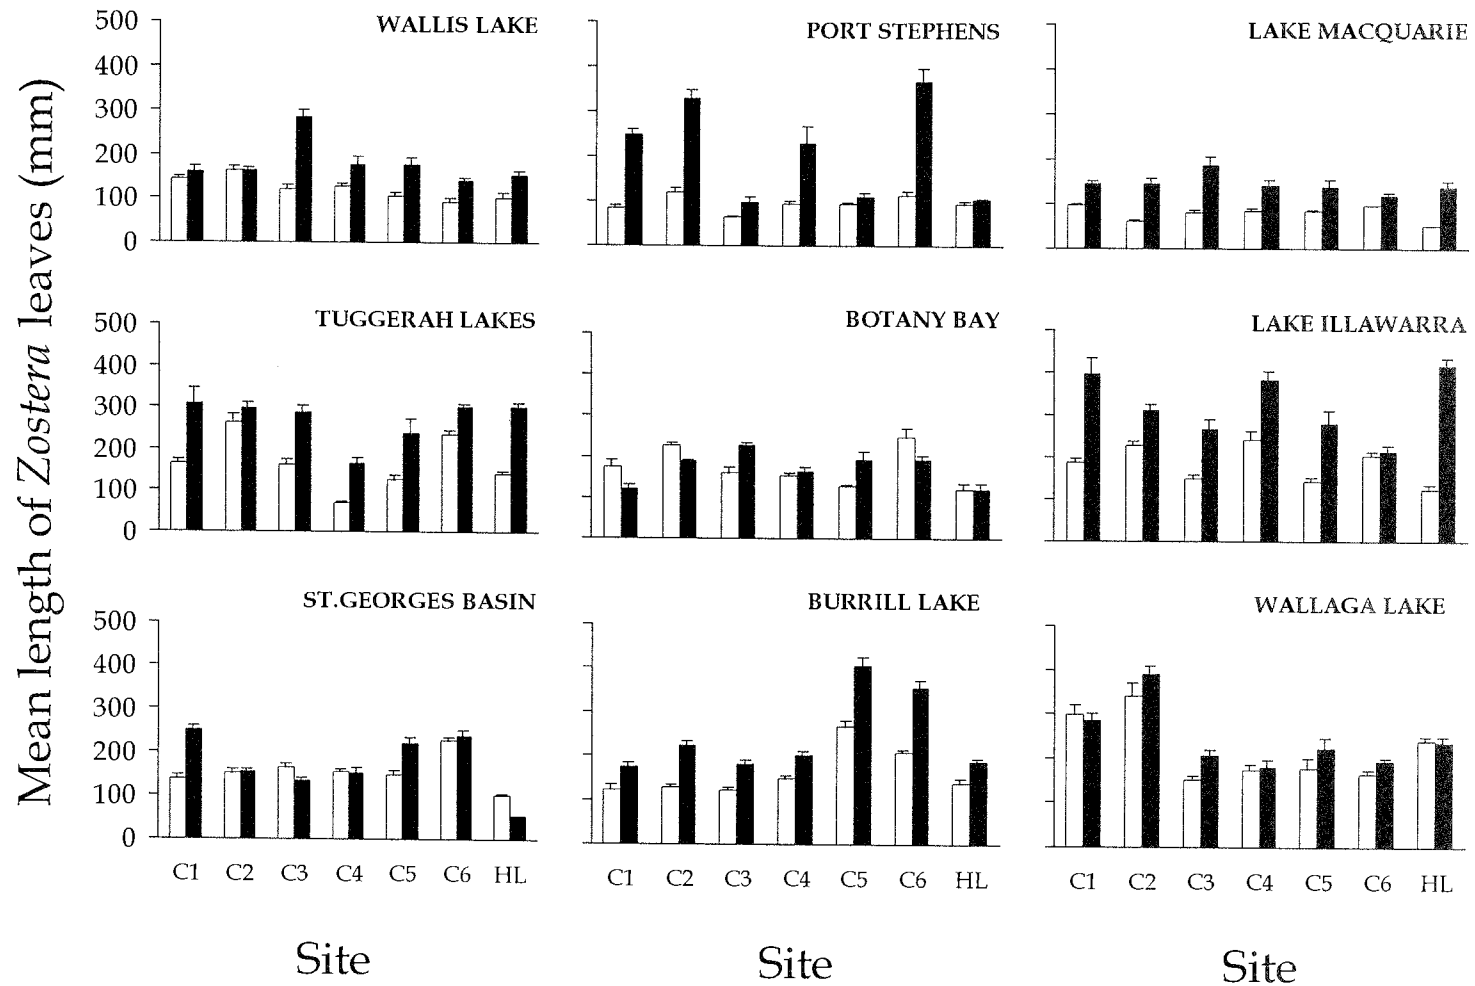 Mean length of Zostera leaves (mm)
WALLIS LAKE
500
400
300
200
100
0
PORT STEPHENS
LAKE MACQUARIE
TUGGERAH LAKES
500
400
300
200
100
0
BOTANY BAY
LAKE ILLAWARRA
ST.GEORGES BASIN
500
400
300
200
100
0
BURRILL LAKE
WALLAGA LAKE
C1 C2 C3 C4 C5 C6 HL
C1 C2 C3 C4 C5 C6 HL
C1 C2 C3 C4 C5 C6 HL
Site
Site
Site